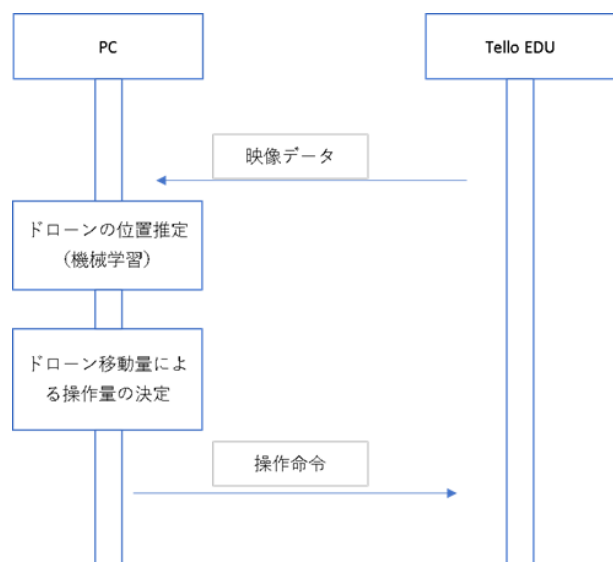 PC
Tello EDU
映像データ
ドローンの位置推定
（機械学習）
ドローン移動量によ
る操作量の決定
操作命令